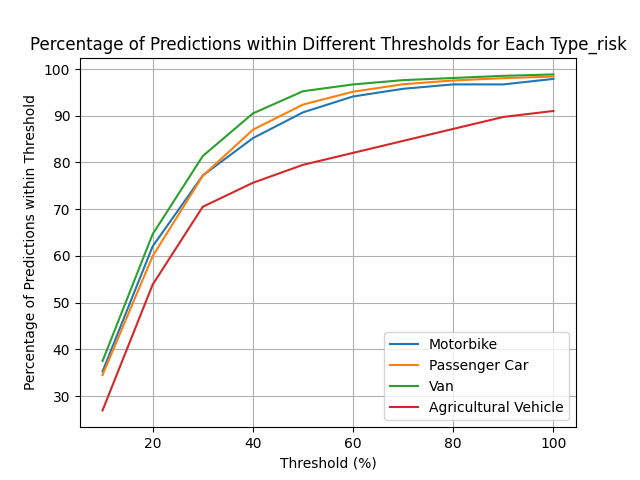 Percentage of Predictions within Different Thresholds for Each Type_risk
Percentage of Predictions within Threshold
100
90
80
70
60
50
40
30
20
40
60
80
100
Threshold (%)
Motorbike
Passenger Car
Van
Agricultural Vehicle